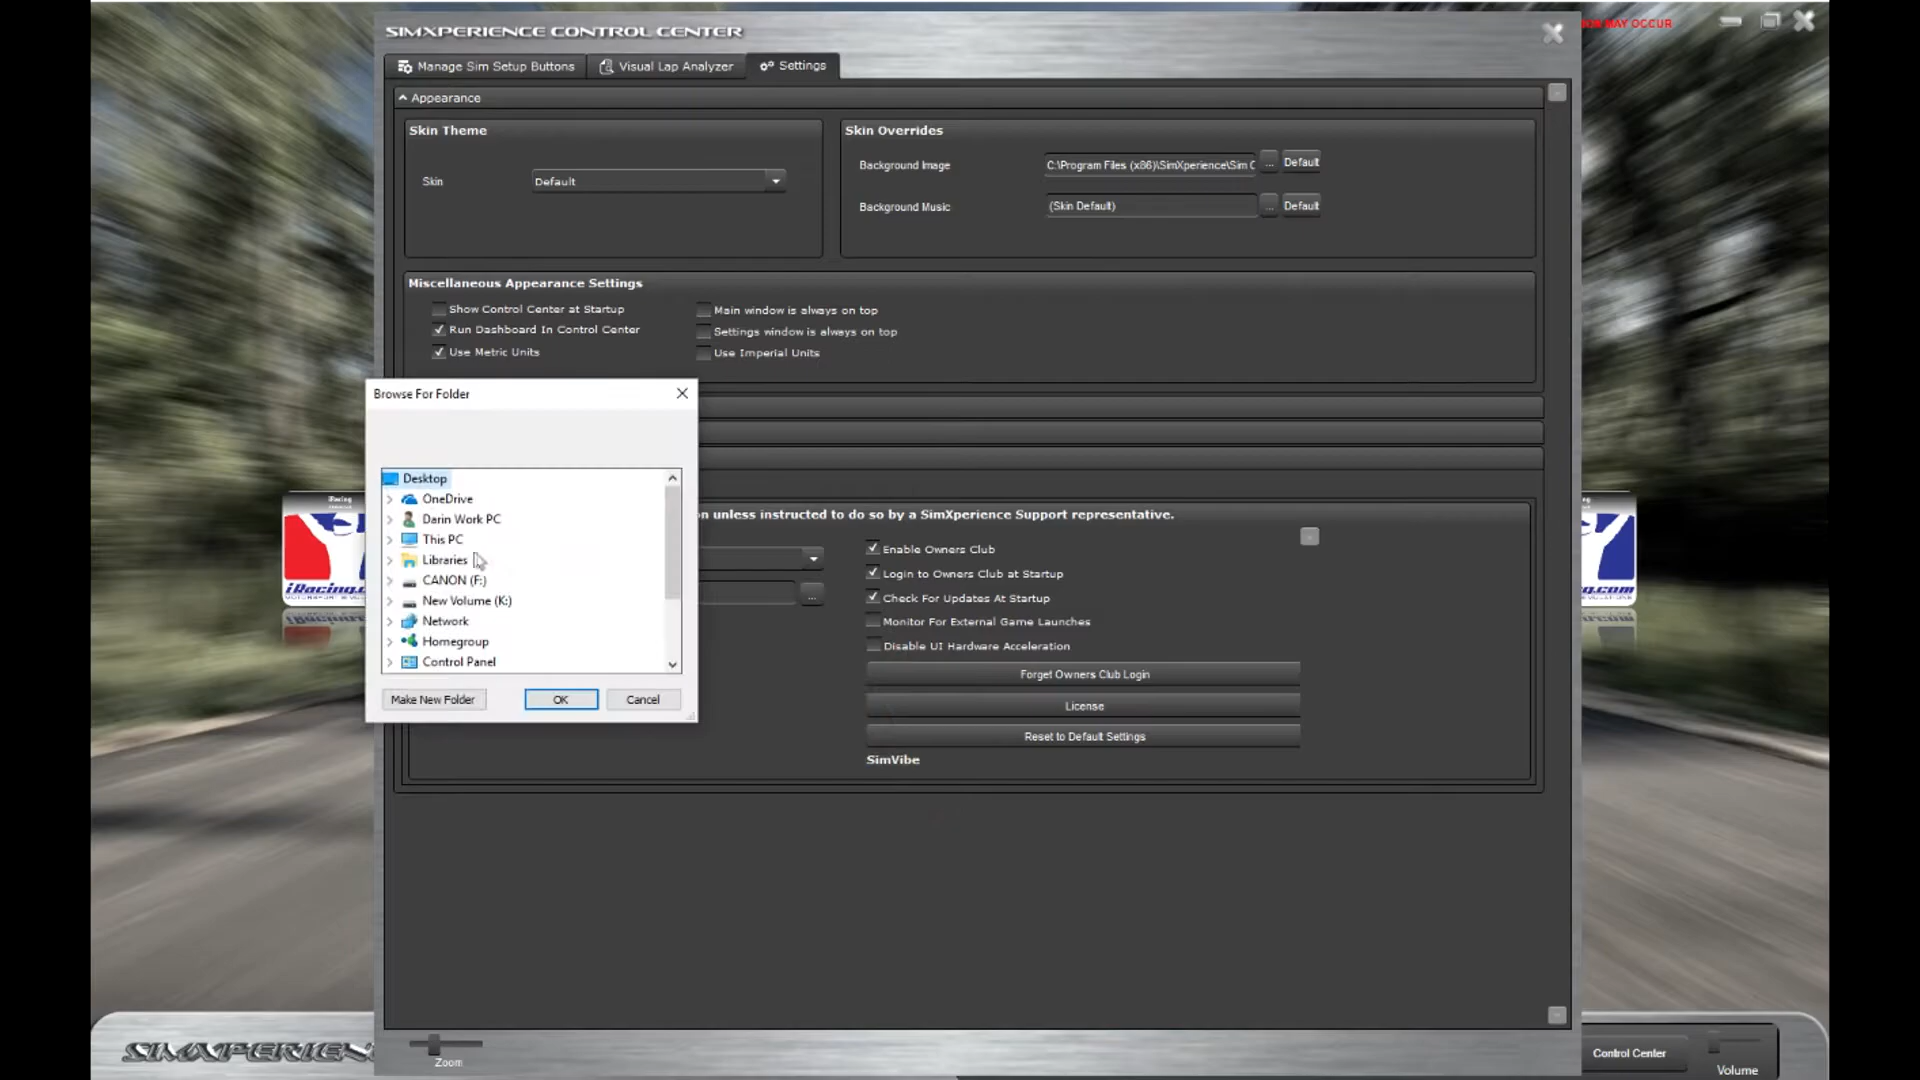 SIMXPERIENCE CONTROL CENTER
MAY OCCUR
Manage Sim Setup Buttons
Visual Lap Analyzer
Settings
Appearance
Skin Theme
Skin Overrides
Background Image
C:\Program Files (x86)\SimXperience\Sim C
...
Default
Skin
Default
Background Music
(Skin Default)
...
Default
Miscellaneous Appearance Settings
Show Control Center at Startup
Main window is always on top
Run Dashboard In Control Center
Settings window is always on top
Use Metric Units
Use Imperial Units
Browse For Folder
Desktop
OneDrive
Darin Work PC
This PC
Libraries
CANON (F:)
New Volume (K:)
Network
Homegroup
Control Panel
Make New Folder
OK
Cancel
on unless instructed to do so by a SimXperience Support representative.
Enable Owners Club
Login to Owners Club at Startup
Check For Updates At Startup
...
Monitor For External Game Launches
Disable UI Hardware Acceleration
Forget Owners Club Login
License
Reset to Default Settings
SimVibe
iRacing
iRacing.c
g.com
SIMXPERIEN
Zoom
Control Center
Volume